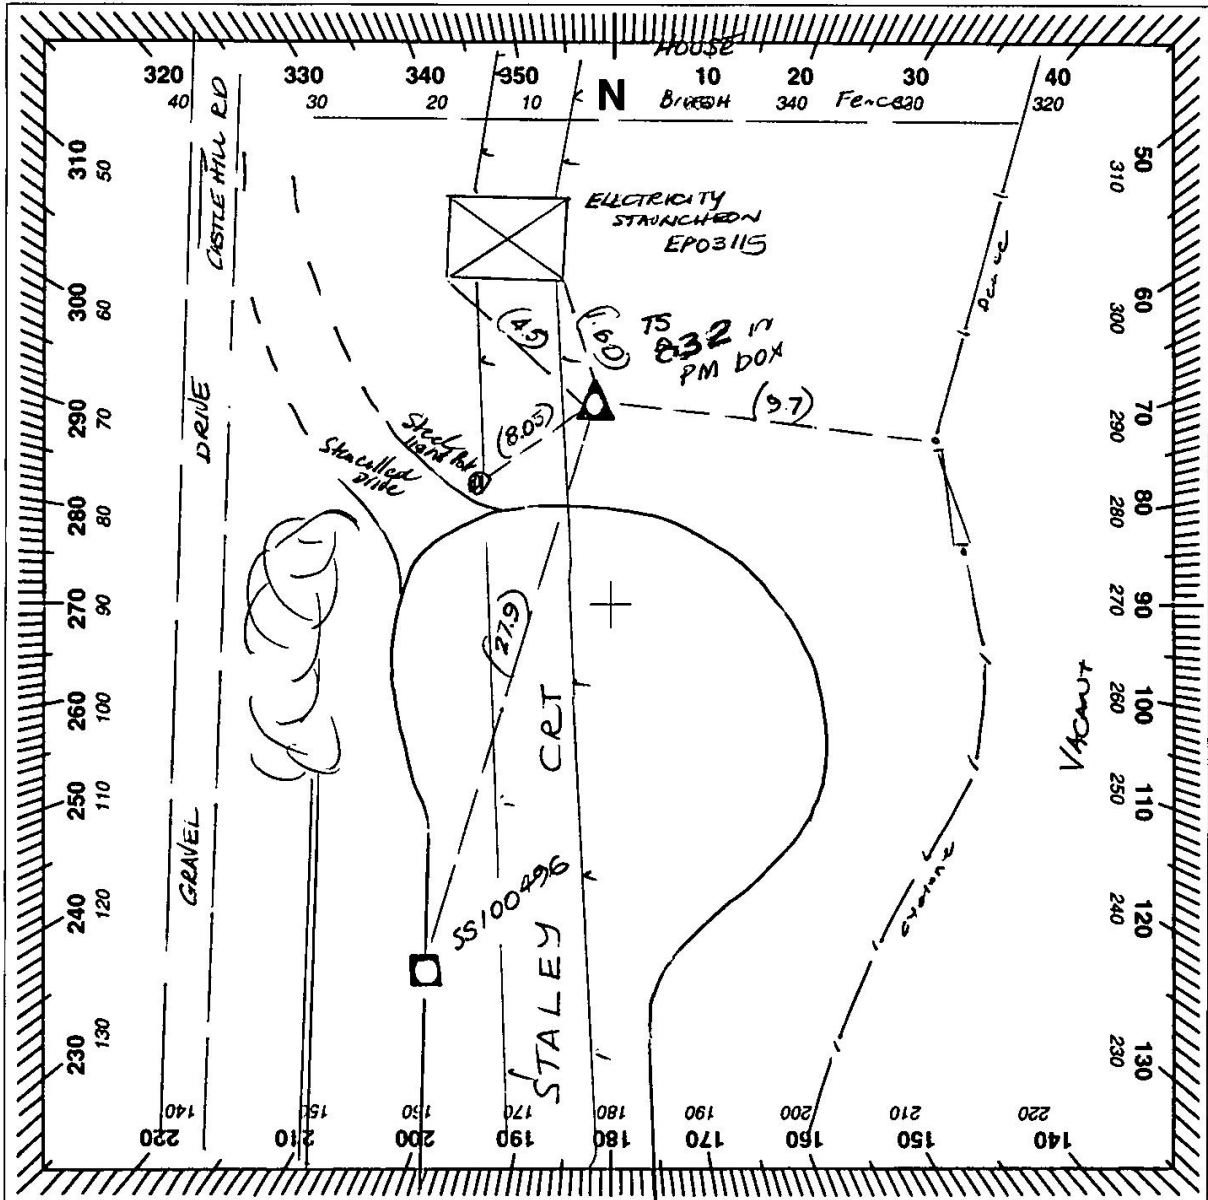 HOUSE
320 330 340 350 N 10 20 30 40
40 30 20 10 340 330 320
Fence
CASTLE HILL RD
310 50
300 60
290 70
280 80
270 90
260 100
250 110
240 120
230 130
50 310
60 300
70 290
80 280
90 270
100 260
110 250
120 240
130 230
ELECTRICITY
STAUNCHEON
EPO3115
(4.5)
(1.60)
TS
832 in
PM BOX
(9.7)
(8.05)
Steel
Stencilled
Drive
DRIVE
GRAVEL
(27.9)
SS100496
STALEY CRT
VACANT
Cyclone
140 150 160 170 180 190 200 210 220
220 210 200 190 180 170 160 150 140